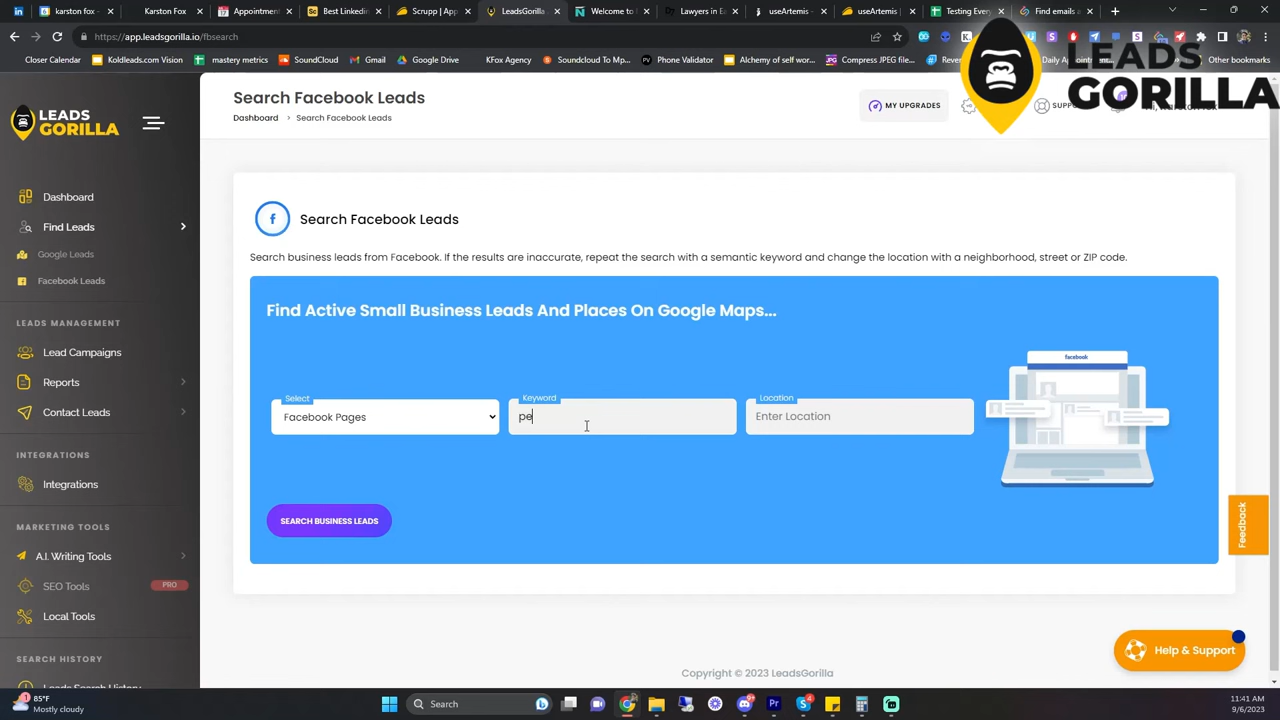 Karston Fox
Karston Fox
Best Facebook
Scrupp | App
LeadsGorilla
Welcome to
Lawyers in
useArtemis
useArtemis
Testing Every
Find emails a
https://app.leadsgorilla.io/fbsearch
Closer Calendar
Koldleads.com Vision
mastery metrics
SoundCloud
Gmail
Google Drive
KFox Agency
Soundcloud To Mp...
Phone Validator
Alchemy of self wor...
Compress JPEG file...
Other bookmarks
LEADS
GORILLA
LEADS
GORILLA
Search Facebook Leads
Dashboard > Search Facebook Leads
MY UPGRADES
Dashboard
Find Leads
Google Leads
Facebook Leads
LEADS MANAGEMENT
Lead Campaigns
Reports
Contact Leads
INTEGRATIONS
Integrations
MARKETING TOOLS
A.I. Writing Tools
SEO Tools
PRO
Local Tools
SEARCH HISTORY
Leads Search History
Search Facebook Leads
Search business leads from Facebook. If the results are inaccurate, repeat the search with a semantic keyword and change the location with a neighborhood, street or ZIP code.
Find Active Small Business Leads And Places On Google Maps...
Select
Facebook Pages
Keyword
pe
Location
Enter Location
facebook
SEARCH BUSINESS LEADS
Feedback
Help & Support
Copyright © 2023 LeadsGorilla
85°F
Mostly cloudy
Search
11:41 AM
9/6/2023